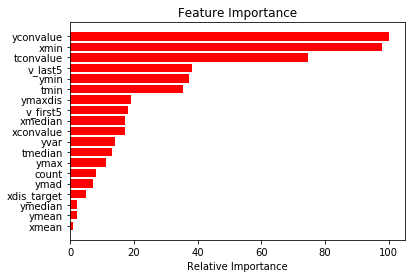 Feature Importance
yconvalue
xmin
tconvalue
v_last5
ymin
tmin
ymaxdis
v_first5
xmedian
xconvalue
yvar
tmedian
ymax
count
ymad
xdis_target
ymedian
ymean
xmean
0 20 40 60 80 100
Relative Importance